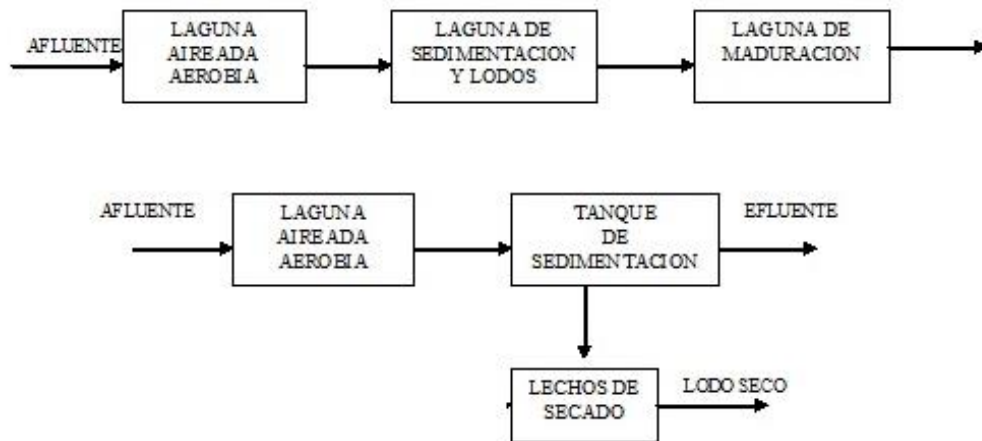 AFLUENTE
LAGUNA
AIREADA
AEROBIA
LAGUNA DE
SEDIMENTACION
Y LODOS
LAGUNA DE
MADURACION
AFLUENTE
LAGUNA
AIREADA
AEROBIA
TANQUE
DE
SEDIMENTACION
EFLUENTE
LECHOS DE
SECADO
LODO SECO